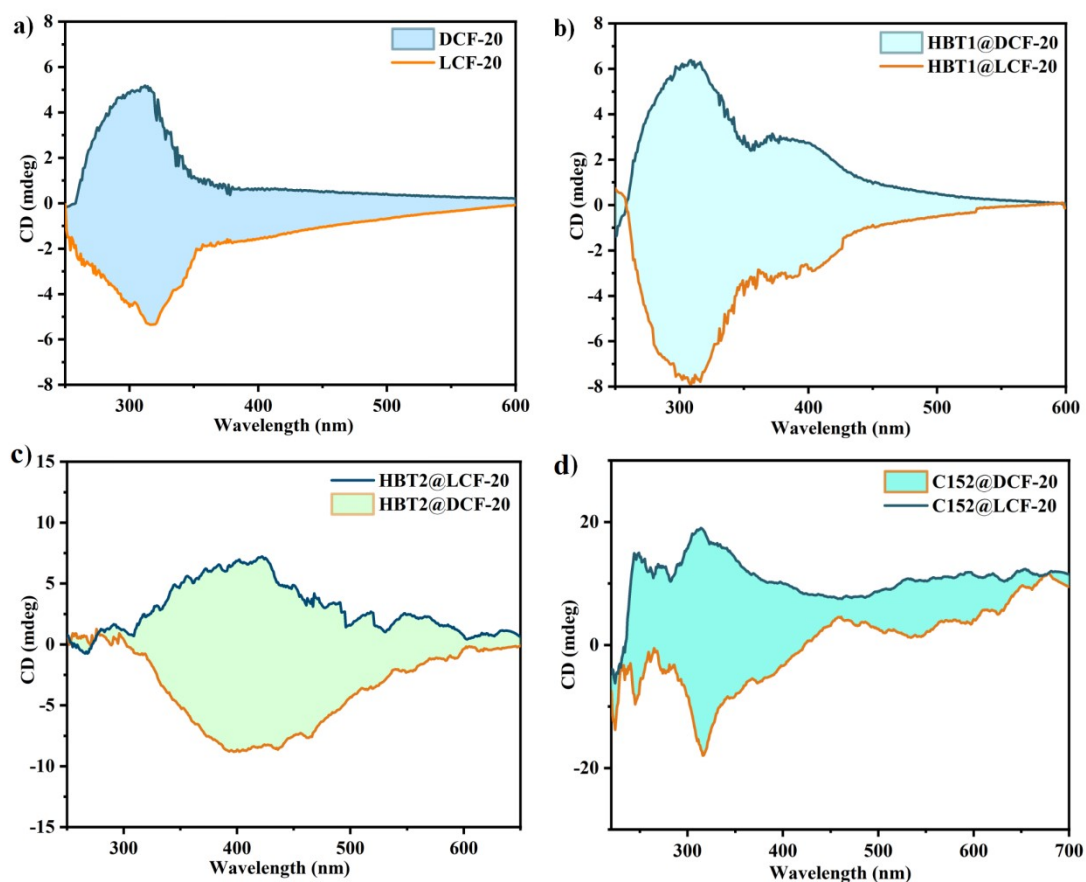 a)
DCF-20
LCF-20
8
6
4
2
0
-2
-4
-6
-8
CD (mdeg)
300
400
500
600
Wavelength (nm)
b)
HBT1@DCF-20
HBT1@LCF-20
8
6
4
2
0
-2
-4
-6
-8
CD (mdeg)
300
400
500
600
Wavelength (nm)
c)
HBT2@LCF-20
HBT2@DCF-20
15
10
5
0
-5
-10
-15
CD (mdeg)
300
400
500
600
Wavelength (nm)
d)
C152@DCF-20
C152@LCF-20
20
0
-20
CD (mdeg)
300
400
500
600
700
Wavelength (nm)